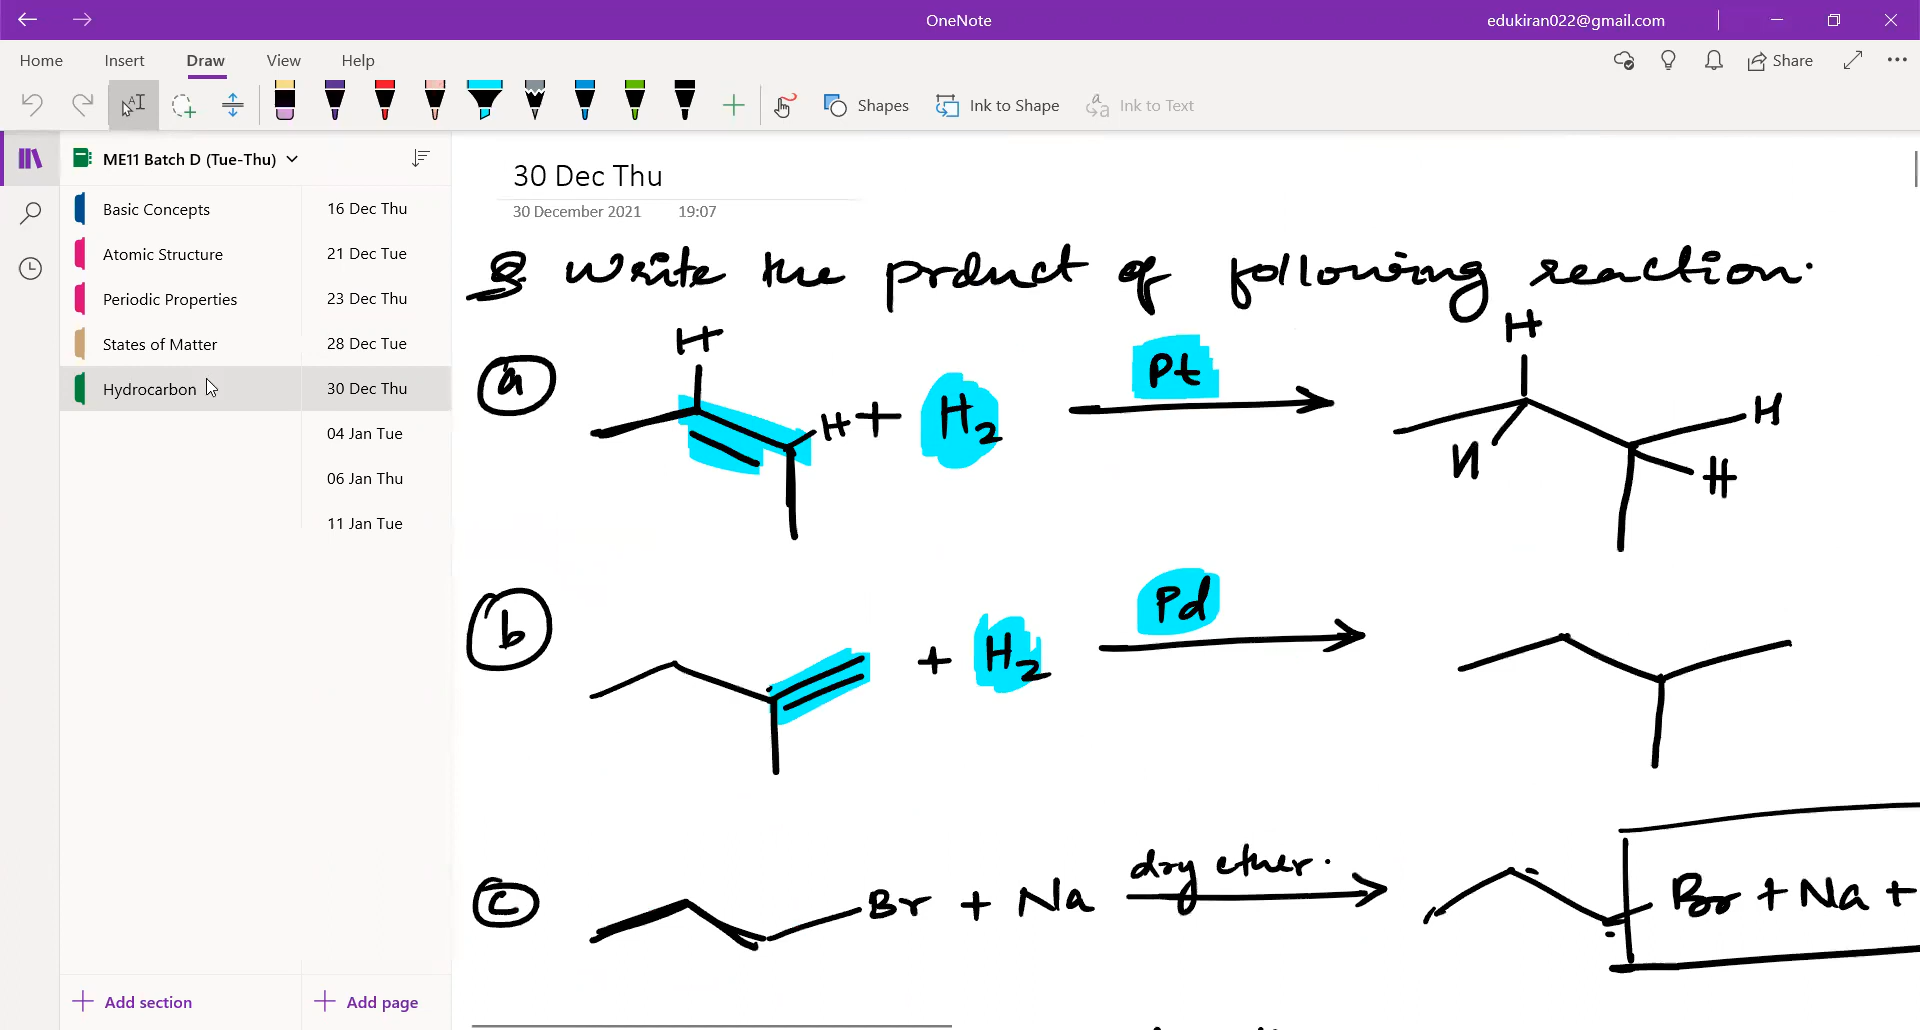 OneNote
edukiran022@gmail.com
Home Insert Draw View Help
Share
Shapes Ink to Shape Ink to Text
ME11 Batch D (Tue-Thu)
Basic Concepts
Atomic Structure
Periodic Properties
States of Matter
Hydrocarbon
16 Dec Thu
21 Dec Tue
23 Dec Thu
28 Dec Tue
30 Dec Thu
04 Jan Tue
06 Jan Thu
11 Jan Tue
Add section
Add page
30 Dec Thu
30 December 2021 19:07
Q Write the product of following reaction.
H
H
a
H + H2
Pt
H
H
H
b
+ H2
Pd
c
Br + Na
dry ether.
Br + Na +